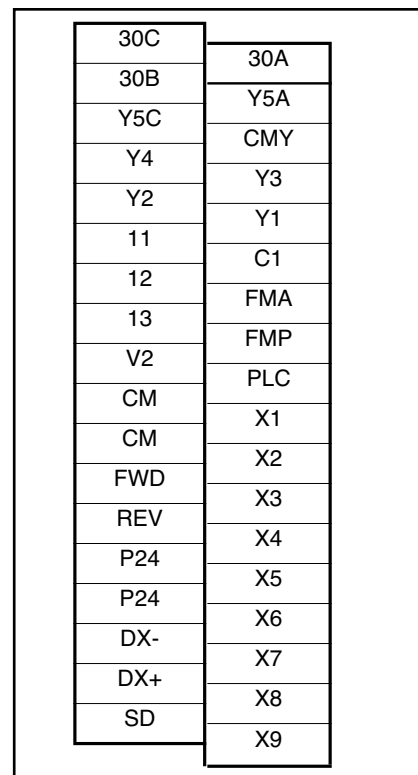 30C
30B
Y5C
Y4
Y2
11
12
13
V2
CM
CM
FWD
REV
P24
P24
DX-
DX+
SD
30A
Y5A
CMY
Y3
Y1
C1
FMA
FMP
PLC
X1
X2
X3
X4
X5
X6
X7
X8
X9